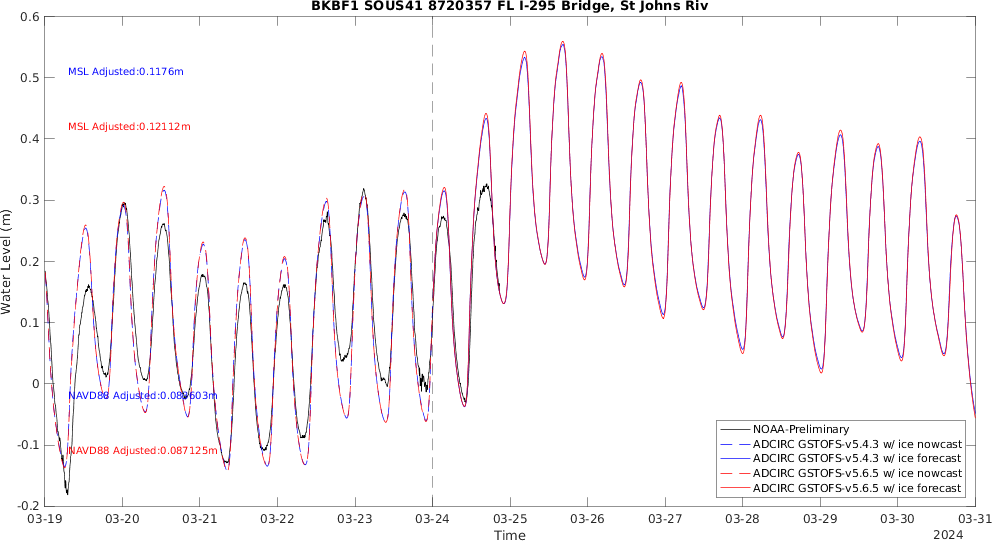 BKBF1 SOUS41 8720357 FL I-295 Bridge, St Johns Riv
0.6
0.5
0.4
0.3
0.2
0.1
0
-0.1
-0.2
Water Level (m)
MSL Adjusted:0.1176m
MSL Adjusted:0.12112m
NAVD88 Adjusted:0.083603m
NAVD88 Adjusted:0.087125m
NOAA-Preliminary
ADCIRC GSTOFS-v5.4.3 w/ ice nowcast
ADCIRC GSTOFS-v5.4.3 w/ ice forecast
ADCIRC GSTOFS-v5.6.5 w/ ice nowcast
ADCIRC GSTOFS-v5.6.5 w/ ice forecast
03-19 03-20 03-21 03-22 03-23 03-24 03-25 03-26 03-27 03-28 03-29 03-30 03-31
Time
2024